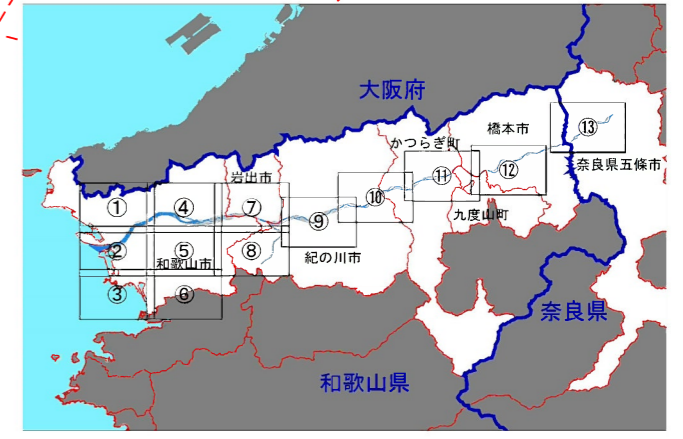 大阪府
橋本市
⑬
かつらぎ町
奈良県五條市
⑪
⑫
岩出市
⑩
①
④
⑦
⑨
九度山町
②
⑤
⑧
紀の川市
和歌山市
③
⑥
奈良県
和歌山県